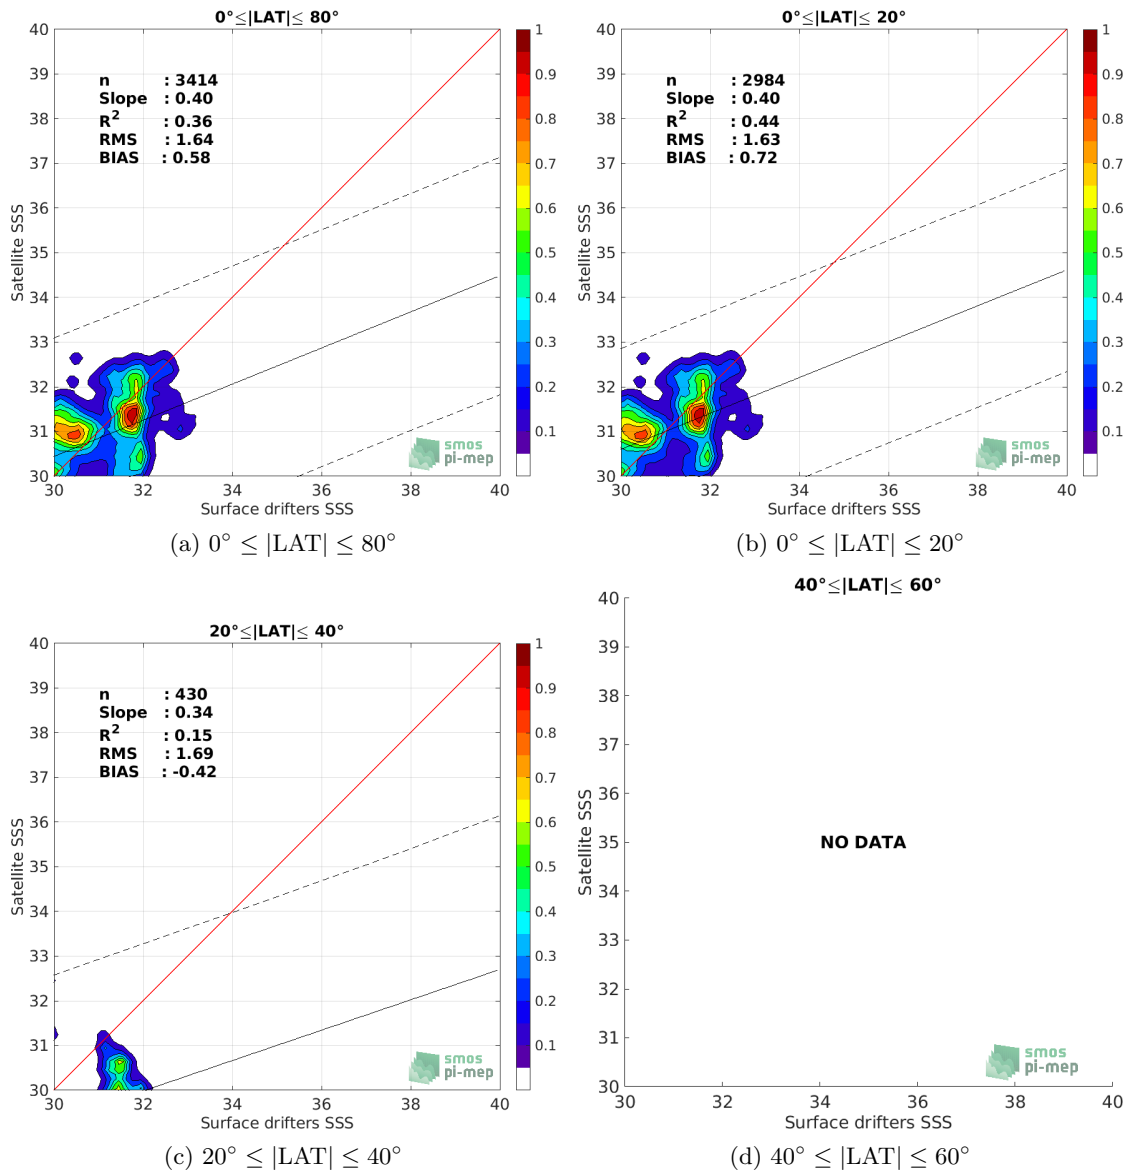 0°≤|LAT|≤ 80°
40
39
38
37
36
35
34
33
32
31
30
Satellite SSS
n : 3414
Slope : 0.40
R2 : 0.36
RMS : 1.64
BIAS : 0.58
smos
pi-mep
30 32 34 36 38 40
Surface drifters SSS
1
0.9
0.8
0.7
0.6
0.5
0.4
0.3
0.2
0.1
(a) 0° ≤ |LAT| ≤ 80°
0°≤|LAT|≤ 20°
40
39
38
37
36
35
34
33
32
31
30
Satellite SSS
n : 2984
Slope : 0.40
R2 : 0.44
RMS : 1.63
BIAS : 0.72
smos
pi-mep
30 32 34 36 38 40
Surface drifters SSS
1
0.9
0.8
0.7
0.6
0.5
0.4
0.3
0.2
0.1
(b) 0° ≤ |LAT| ≤ 20°
20°≤|LAT|≤ 40°
40
39
38
37
36
35
34
33
32
31
30
Satellite SSS
n : 430
Slope : 0.34
R2 : 0.15
RMS : 1.69
BIAS : -0.42
smos
pi-mep
30 32 34 36 38 40
Surface drifters SSS
1
0.9
0.8
0.7
0.6
0.5
0.4
0.3
0.2
0.1
(c) 20° ≤ |LAT| ≤ 40°
40°≤|LAT|≤ 60°
40
39
38
37
36
35
34
33
32
31
30
Satellite SSS
NO DATA
smos
pi-mep
30 32 34 36 38 40
Surface drifters SSS
(d) 40° ≤ |LAT| ≤ 60°